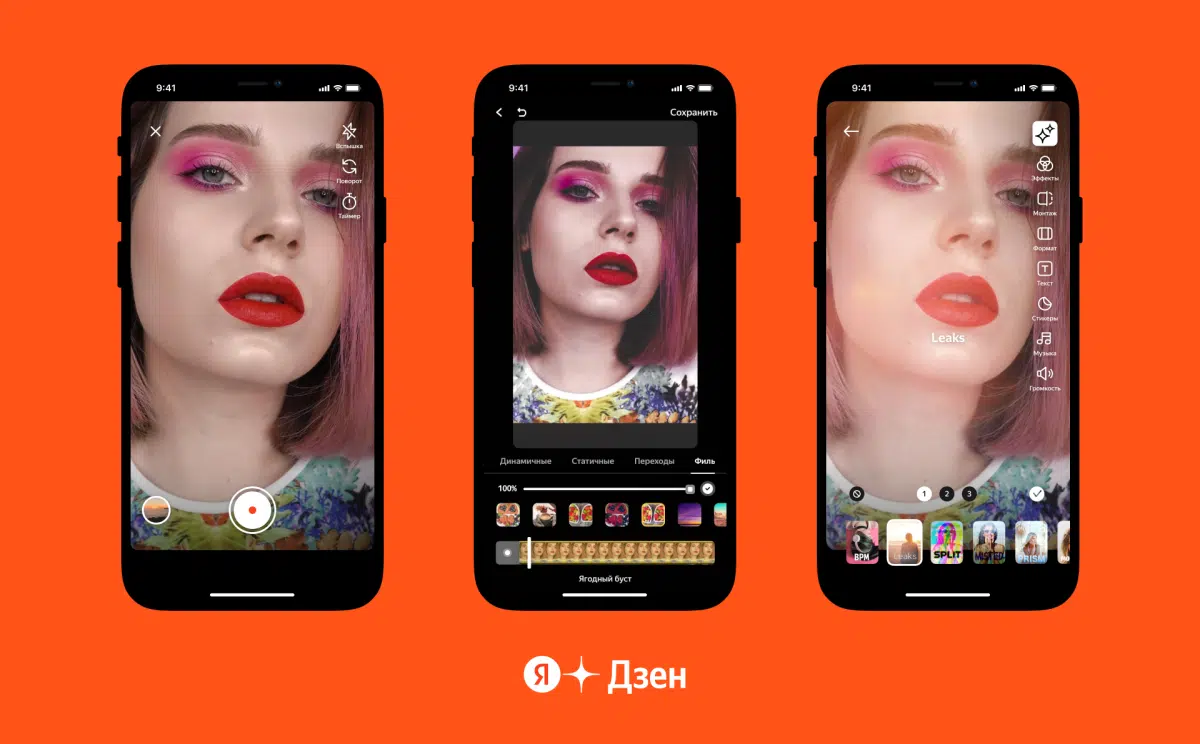 9:41
Вспышка
Поворот
Таймер
9:41
Сохранить
Динамичные Статичные Переходы Филь
100%
Ягодный буст
9:41
Эффекты
Монтаж
Формат
Текст
Стикеры
Музыка
Громкость
Leaks
1 2 3
BPM Leaks SPLIT MISTED PRISM
Я Дзен